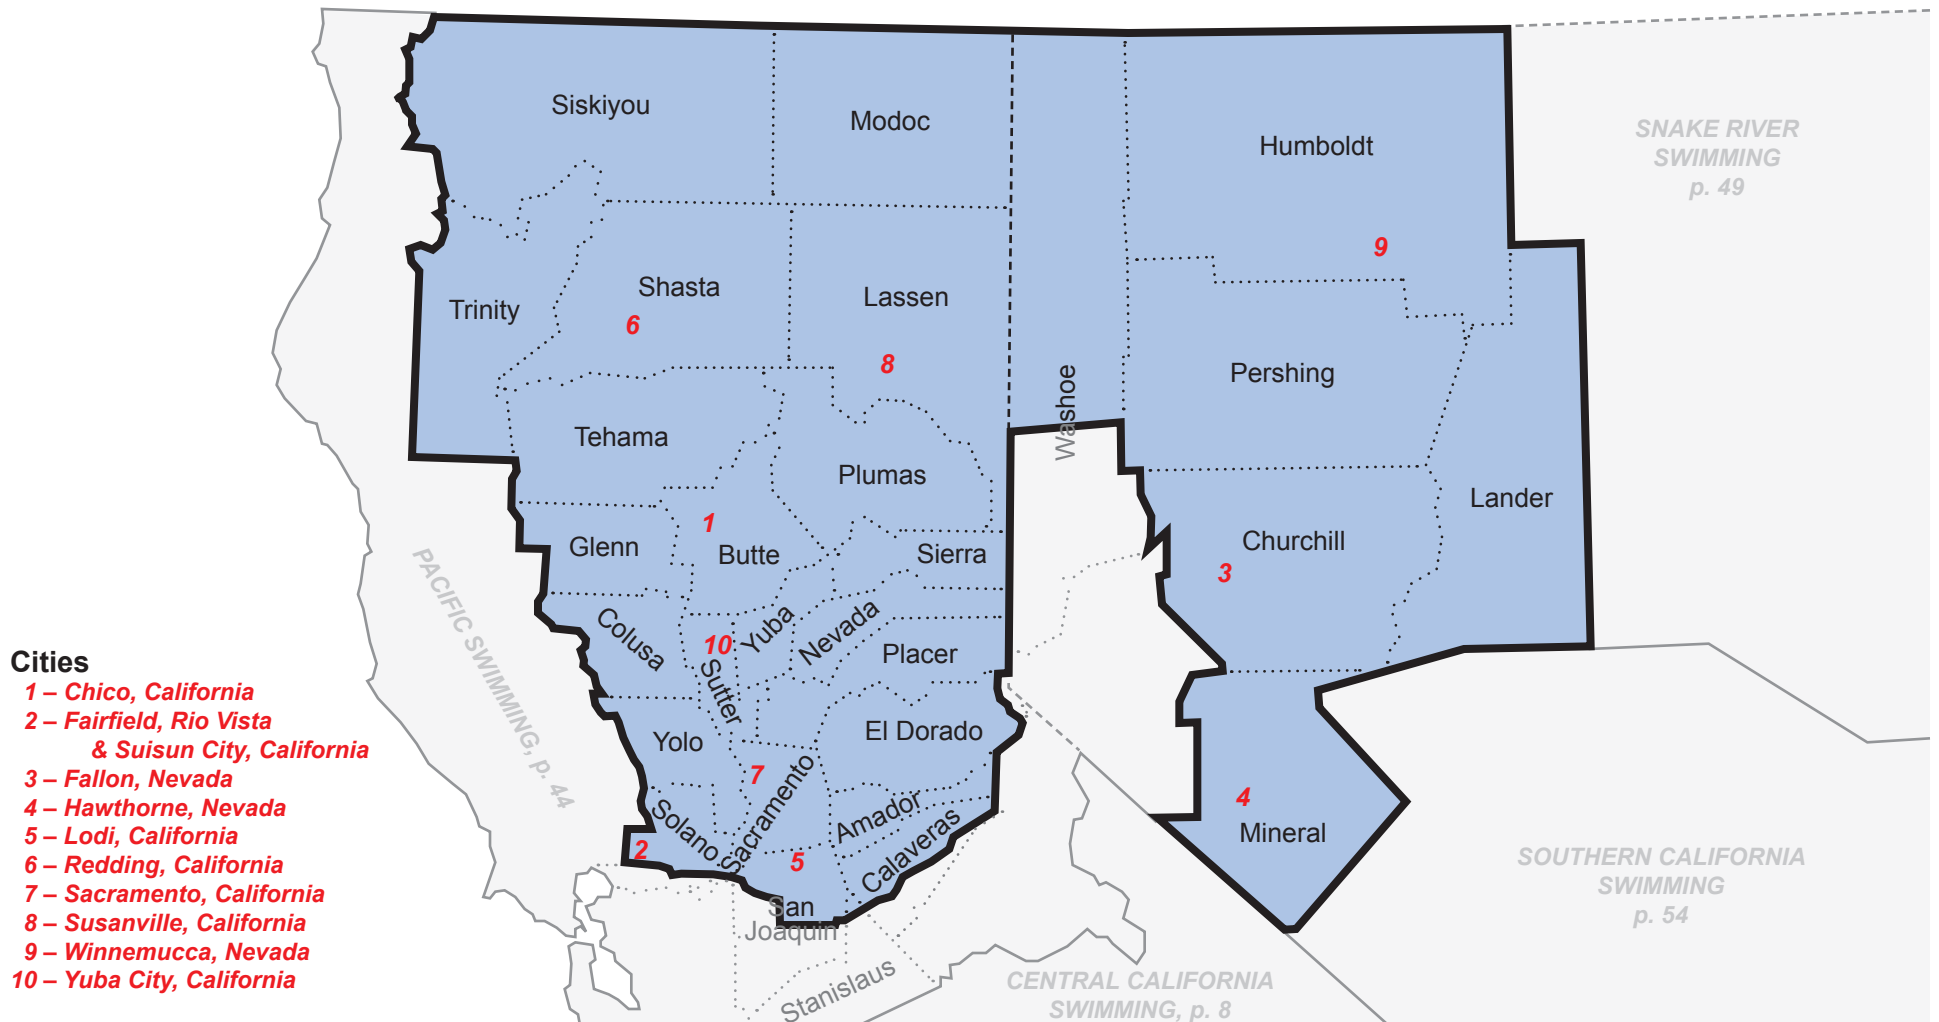 Siskiyou
Modoc
Humboldt
SNAKE RIVER
SWIMMING
p. 49
9
Trinity
Shasta
Lassen
6
8
Washoe
Pershing
Tehama
Plumas
Lander
1
Glenn
Butte
Sierra
Churchill
3
PACIFIC SWIMMING, p. 44
Colusa
10
Yuba
Nevada
Sutter
Placer
Yolo
El Dorado
7
Sacramento
Solano
2
Amador
5
Calaveras
4
Mineral
San
Joaquin
Stanislaus
SOUTHERN CALIFORNIA
SWIMMING
p. 54
CENTRAL CALIFORNIA
SWIMMING, p. 8
Cities
1 – Chico, California
2 – Fairfield, Rio Vista
& Suisun City, California
3 – Fallon, Nevada
4 – Hawthorne, Nevada
5 – Lodi, California
6 – Redding, California
7 – Sacramento, California
8 – Susanville, California
9 – Winnemucca, Nevada
10 – Yuba City, California